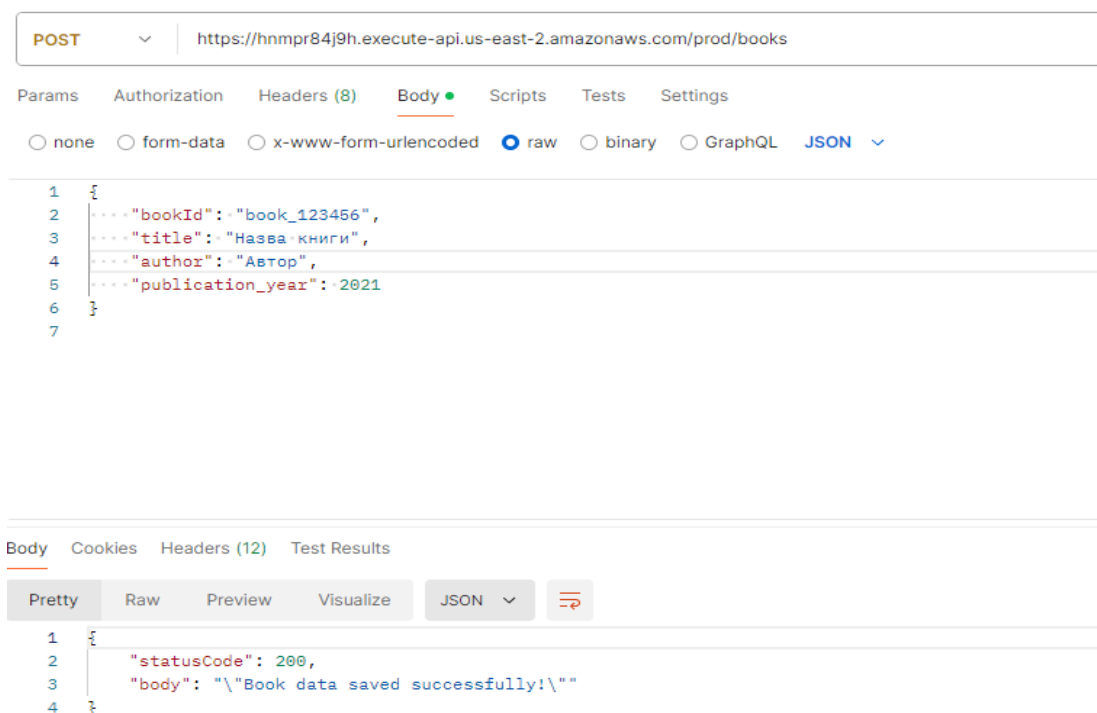 POST https://hnmpr84j9h.execute-api.us-east-2.amazonaws.com/prod/books
Params Authorization Headers (8) Body Scripts Tests Settings
none form-data x-www-form-urlencoded raw binary GraphQL JSON
1 {
2 "bookId": "book_123456",
3 "title": "Назва книги",
4 "author": "Автор",
5 "publication_year": 2021
6 }
7
Body Cookies Headers (12) Test Results
Pretty Raw Preview Visualize JSON
1 {
2 "statusCode": 200,
3 "body": "\"Book data saved successfully!\""
4 }